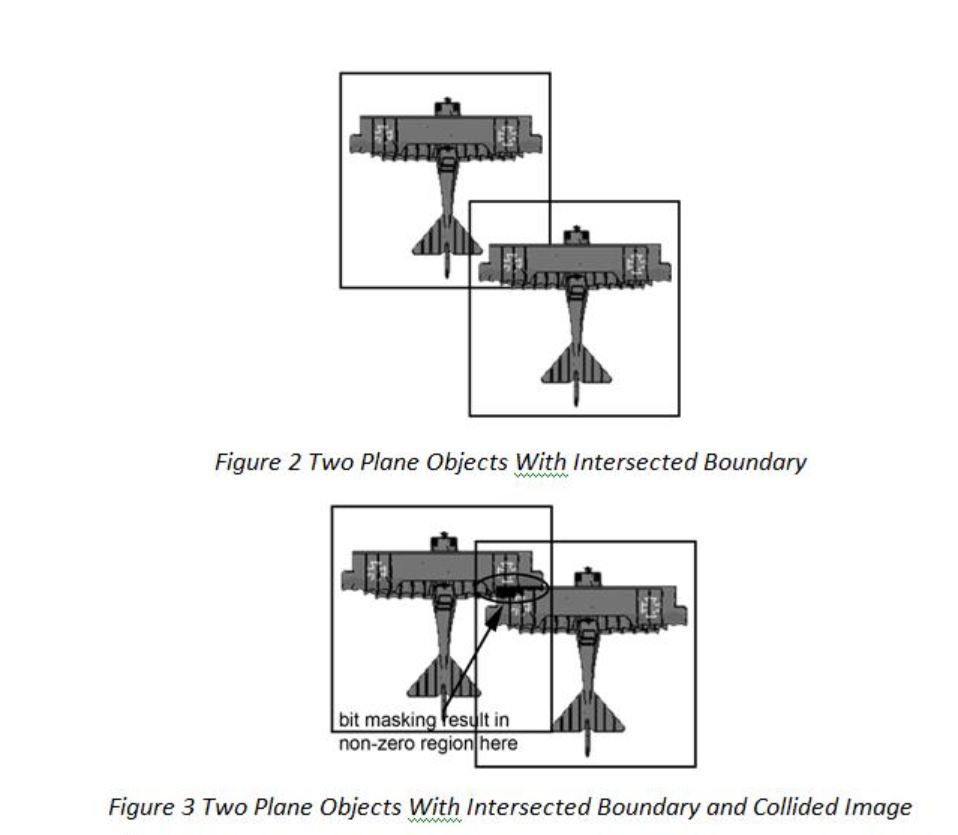 Figure 2 Two Plane Objects With Intersected Boundary
bit masking result in
non-zero region here
Figure 3 Two Plane Objects With Intersected Boundary and Collided Image